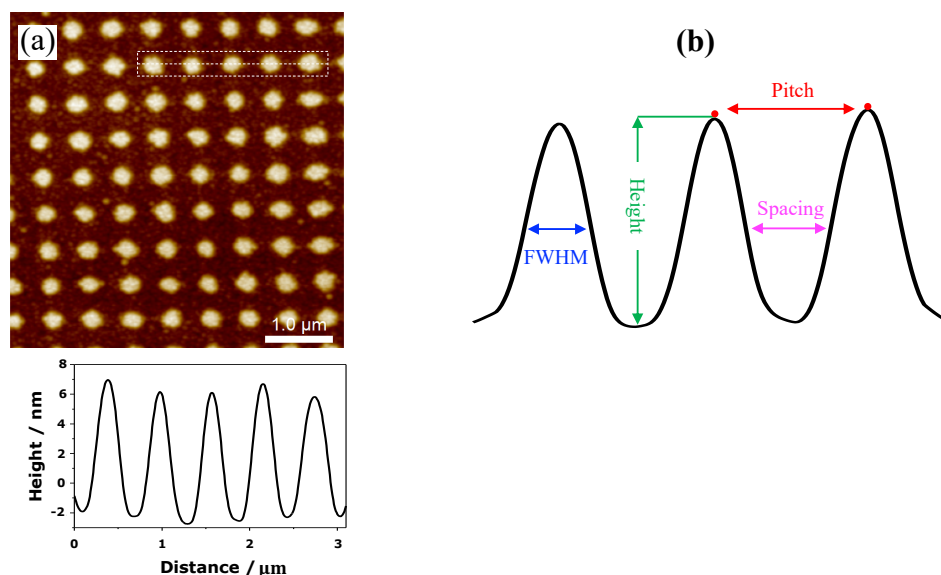 (a)
1.0 µm
8
6
4
2
0
-2
Height / nm
0
1
2
3
Distance / µm
(b)
Pitch
Height
Spacing
FWHM